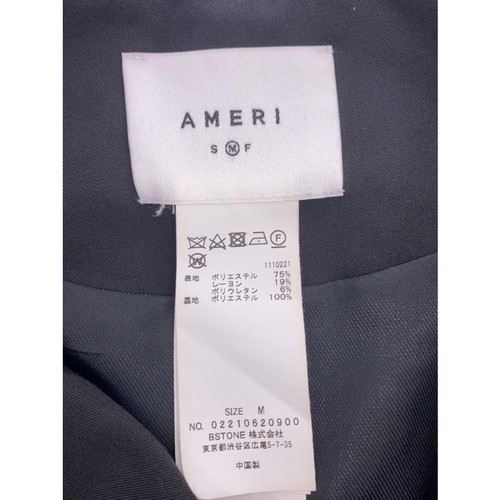 AMERI
S M F
F
W
1110221
表地 ポリエステル 75%
レーヨン 19%
ポリウレタン 6%
裏地 ポリエステル 100%
SIZE M
NO. 02210620900
BSTONE 株式会社
東京都渋谷区広尾5-7-35
中国製